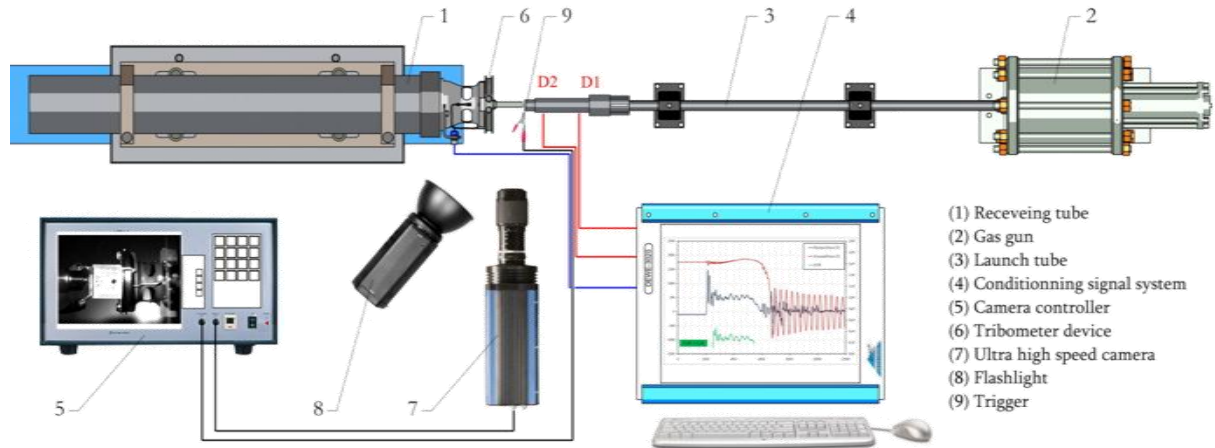 1
6
9
3
4
2
D2
D1
DEWE 3020
(1) Receveing tube
(2) Gas gun
(3) Launch tube
(4) Conditionning signal system
(5) Camera controller
(6) Tribometer device
(7) Ultra high speed camera
(8) Flashlight
(9) Trigger
5
8
7